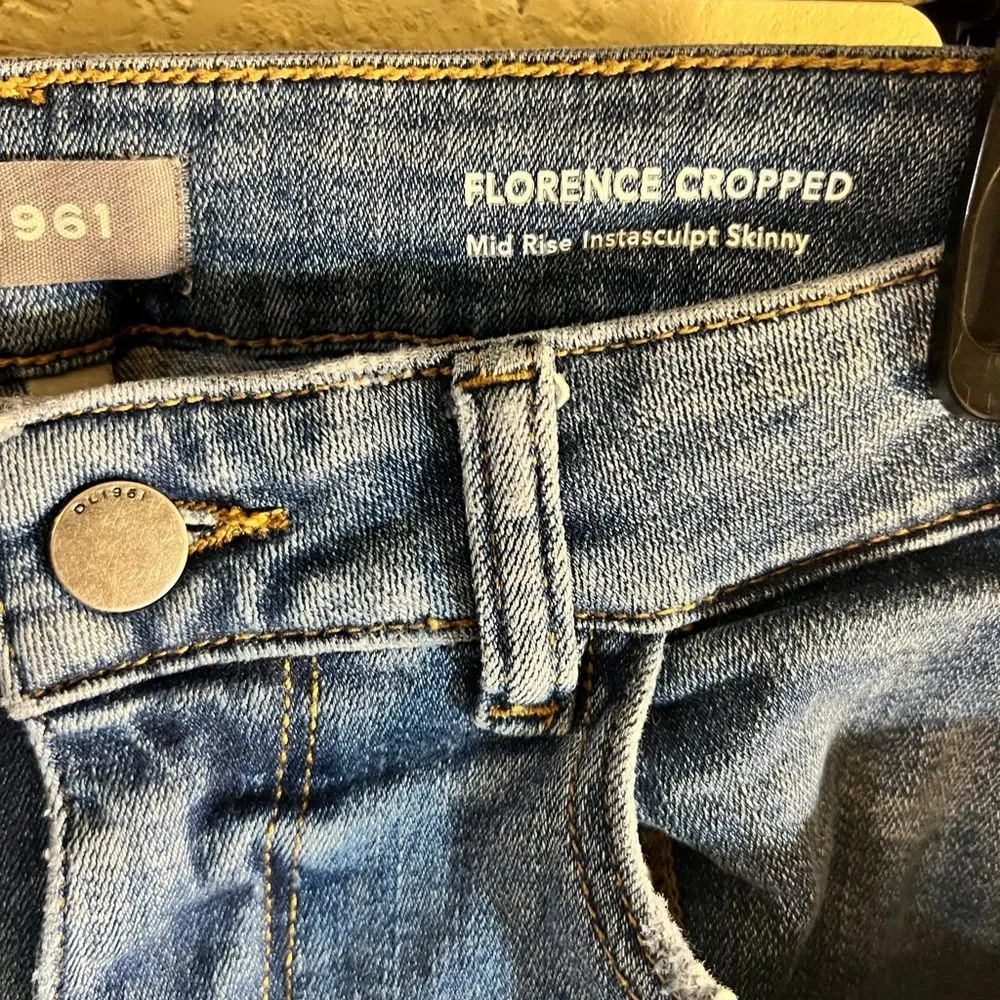 961
FLORENCE CROPPED
Mid Rise Instasculpt Skinny
DL1961